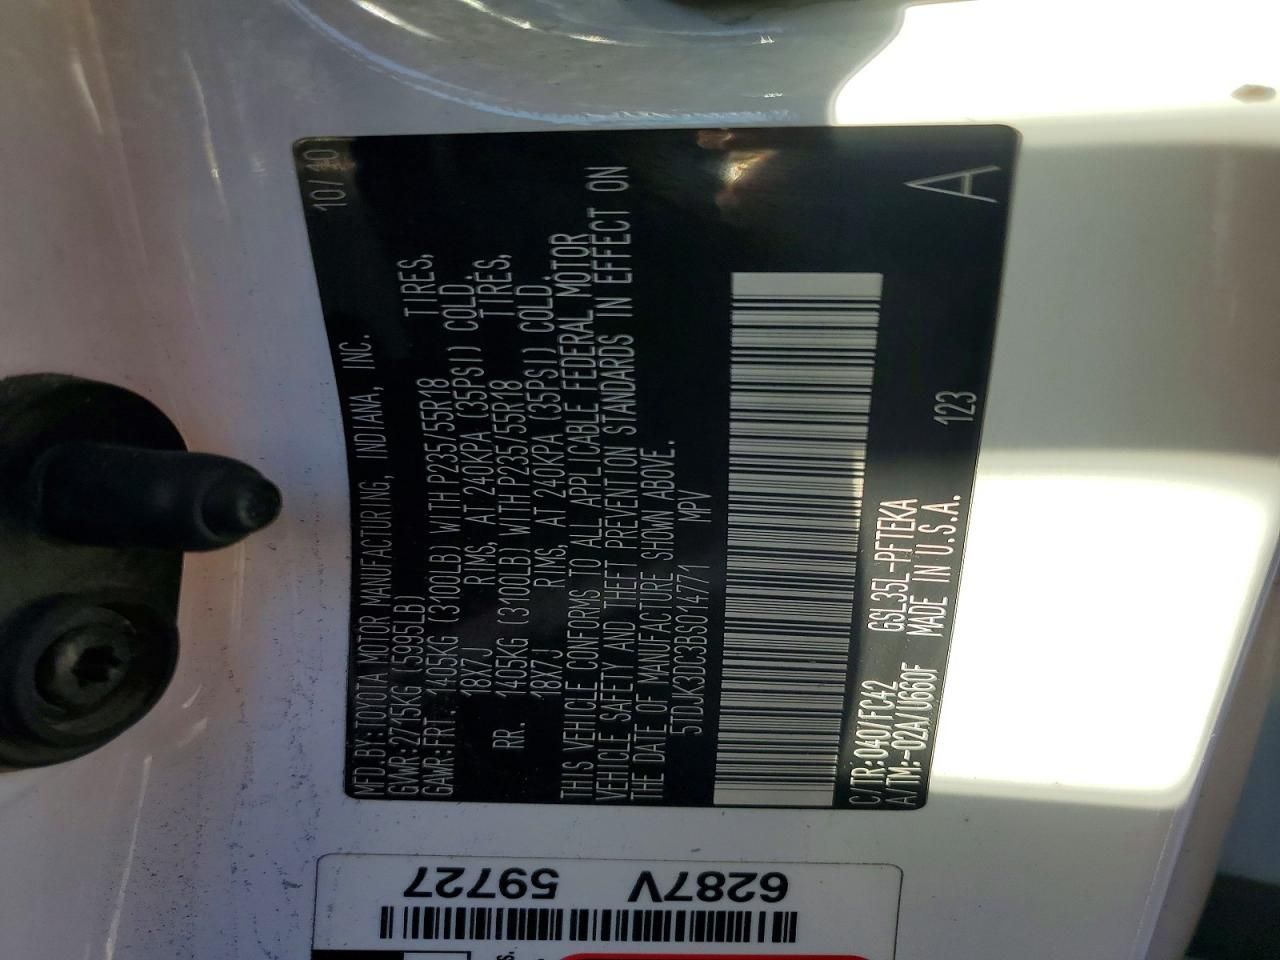 MFD.BY:TOYOTA MOTOR MANUFACTURING, INDIANA, INC. 10/10
GVWR:2715KG (5995LB)
GAWR:FRT. 1405KG (3100LB) WITH P235/55R18 TIRES,
18X7J RIMS, AT 240KPA (35PSI) COLD.
RR. 1405KG (3100LB) WITH P235/55R18 TIRES,
18X7J RIMS, AT 240KPA (35PSI) COLD.
THIS VEHICLE CONFORMS TO ALL APPLICABLE FEDERAL MOTOR
VEHICLE SAFETY AND THEFT PREVENTION STANDARDS IN EFFECT ON
THE DATE OF MANUFACTURE SHOWN ABOVE.
5TDJK3DC3BS014771 MPV
C/TR:040/FC42 GSL35L-PFTEKA 123 A
A/TM:-02A/U660F MADE IN U.S.A.
6287V 59727